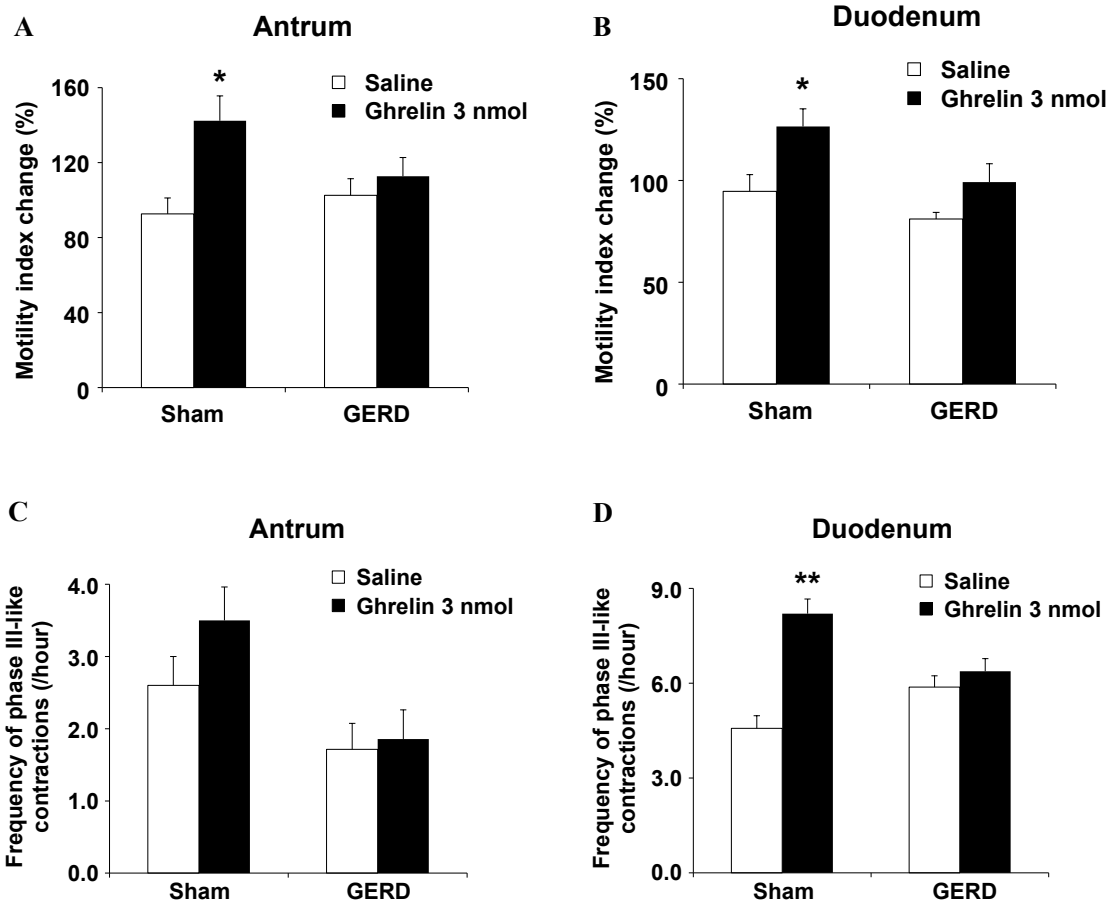 A
Antrum
*
Saline
Ghrelin 3 nmol
Motility index change (%)
160
120
80
40
0
Sham
GERD
B
Duodenum
*
Saline
Ghrelin 3 nmol
Motility index change (%)
150
100
50
0
Sham
GERD
C
Antrum
Saline
Ghrelin 3 nmol
Frequency of phase III-like
contractions (/hour)
4.0
3.0
2.0
1.0
0.0
Sham
GERD
D
Duodenum
**
Saline
Ghrelin 3 nmol
Frequency of phase III-like
contractions (/hour)
9.0
6.0
3.0
0.0
Sham
GERD